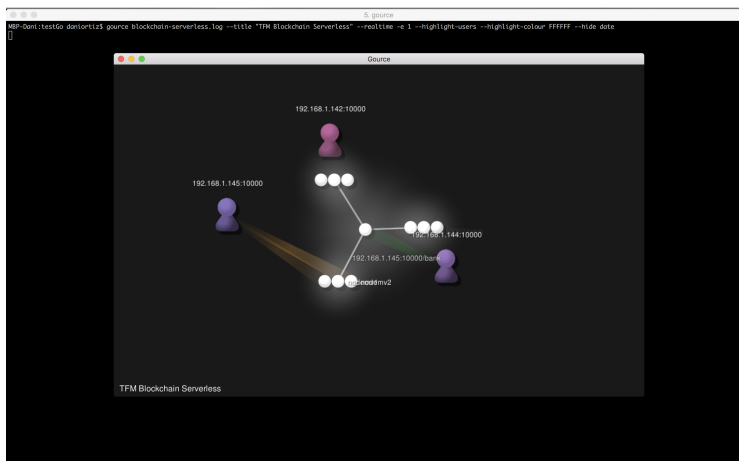 5. gource
MBP-Dani:testGo daniortiz$ gource blockchain-serverless.log --title "TFM Blockchain Serverless" --realtime -e 1 --highlight-users --highlight-colour FFFFFF --hide date
Gource
192.168.1.142:10000
192.168.1.145:10000
192.168.1.144:10000
192.168.1.145:10000/bank
TFM Blockchain Serverless